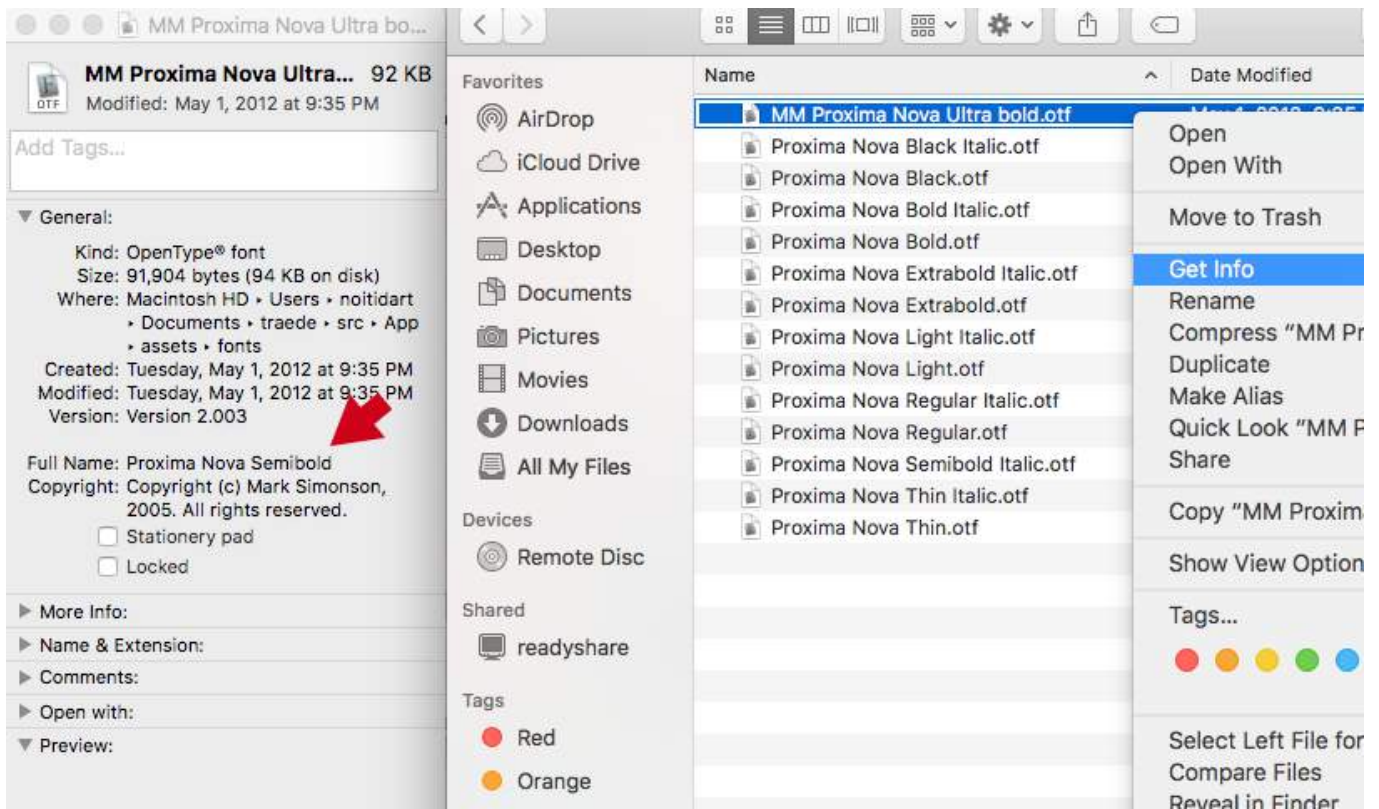 MM Proxima Nova Ultra bo...
MM Proxima Nova Ultra... 92 KB
OTF
Modified: May 1, 2012 at 9:35 PM
Add Tags...
General:
Kind: OpenType® font
Size: 91,904 bytes (94 KB on disk)
Where: Macintosh HD ▸ Users ▸ noitidart
▸ Documents ▸ traede ▸ src ▸ App
▸ assets ▸ fonts
Created: Tuesday, May 1, 2012 at 9:35 PM
Modified: Tuesday, May 1, 2012 at 9:35 PM
Version: Version 2.003
Full Name: Proxima Nova Semibold
Copyright: Copyright (c) Mark Simonson,
2005. All rights reserved.
Stationery pad
Locked
More Info:
Name & Extension:
Comments:
Open with:
Preview:
Favorites
AirDrop
iCloud Drive
Applications
Desktop
Documents
Pictures
Movies
Downloads
All My Files
Devices
Remote Disc
Shared
readyshare
Tags
Red
Orange
Name Date Modified
MM Proxima Nova Ultra bold.otf
Proxima Nova Black Italic.otf
Proxima Nova Black.otf
Proxima Nova Bold Italic.otf
Proxima Nova Bold.otf
Proxima Nova Extrabold Italic.otf
Proxima Nova Extrabold.otf
Proxima Nova Light Italic.otf
Proxima Nova Light.otf
Proxima Nova Regular Italic.otf
Proxima Nova Regular.otf
Proxima Nova Semibold Italic.otf
Proxima Nova Thin Italic.otf
Proxima Nova Thin.otf
Open
Open With
Move to Trash
Get Info
Rename
Compress “MM Pr
Duplicate
Make Alias
Quick Look “MM P
Share
Copy “MM Proxim
Show View Option
Tags...
Select Left File for
Compare Files
Reveal in Finder